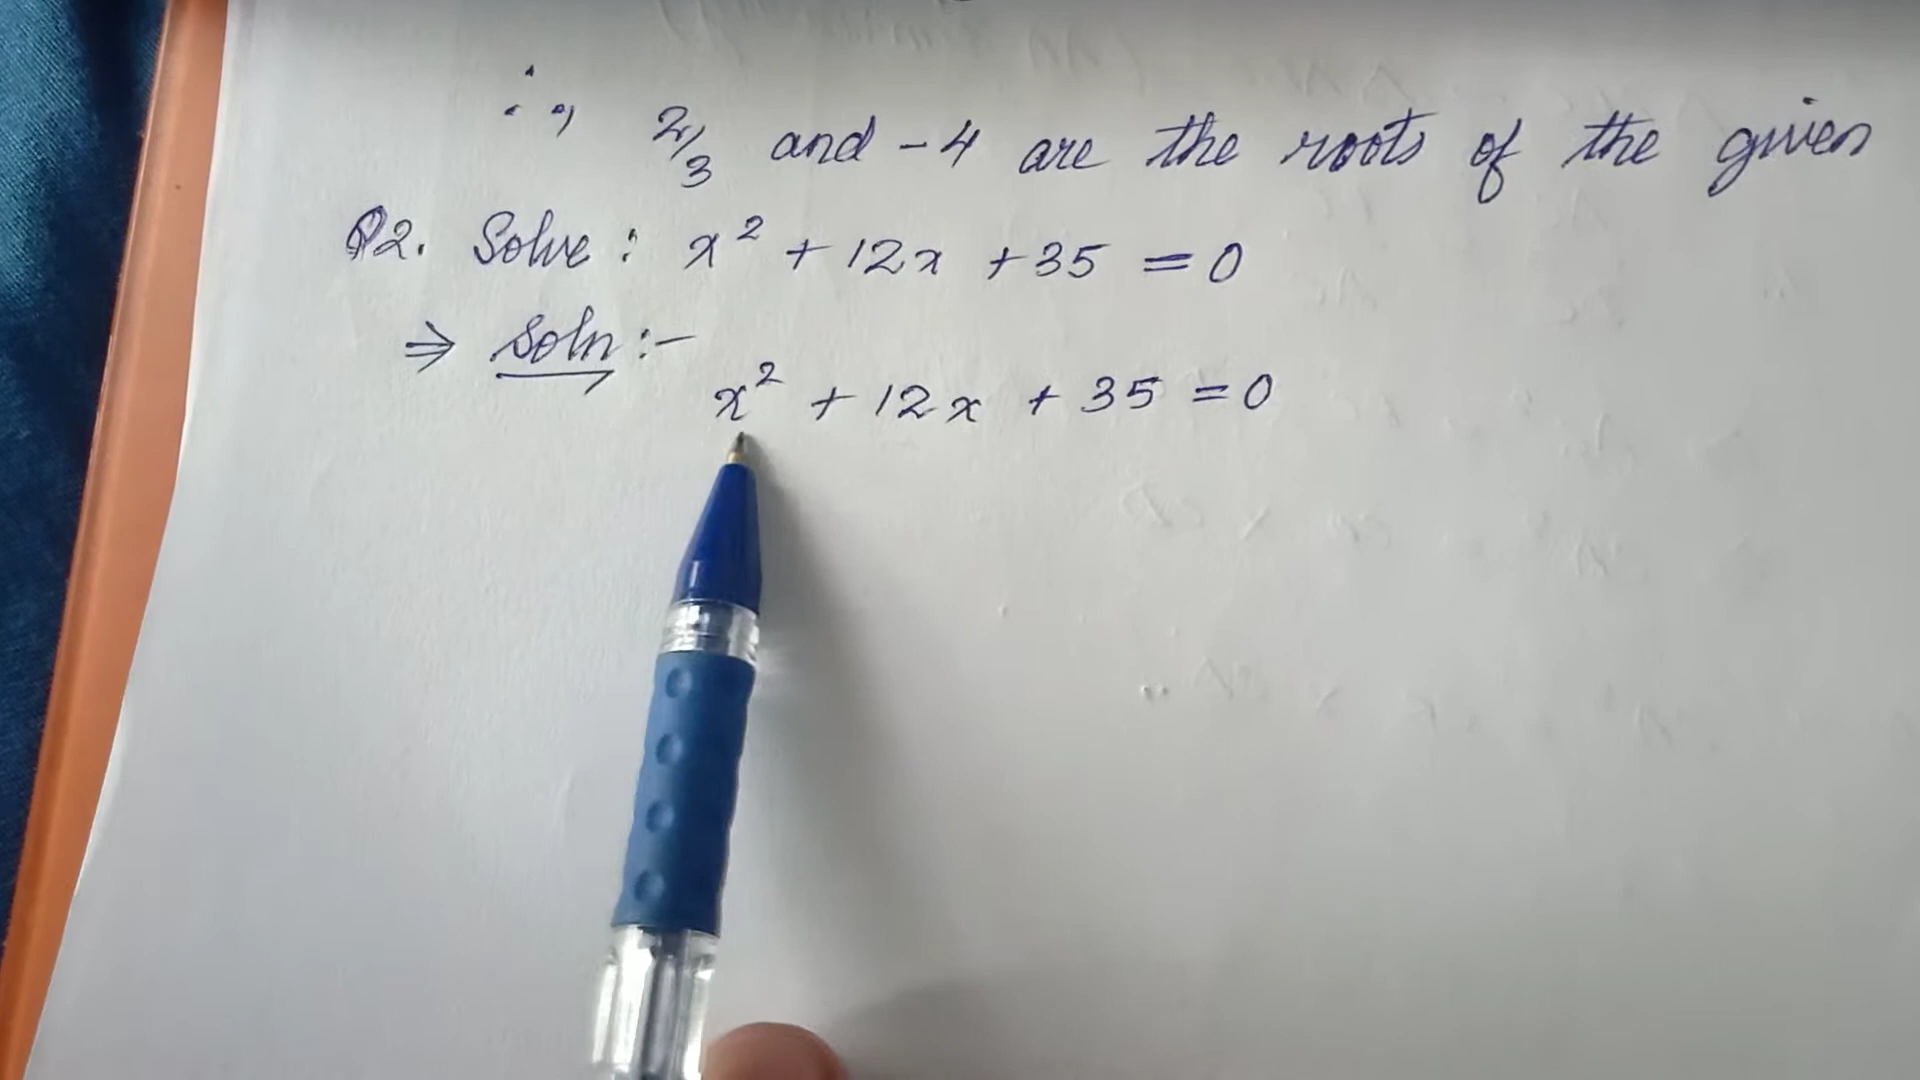 ∴, 2/3 and -4 are the roots of the given
Q2. Solve: x² + 12x + 35 = 0
⇒ Soln :-
x² + 12x + 35 = 0